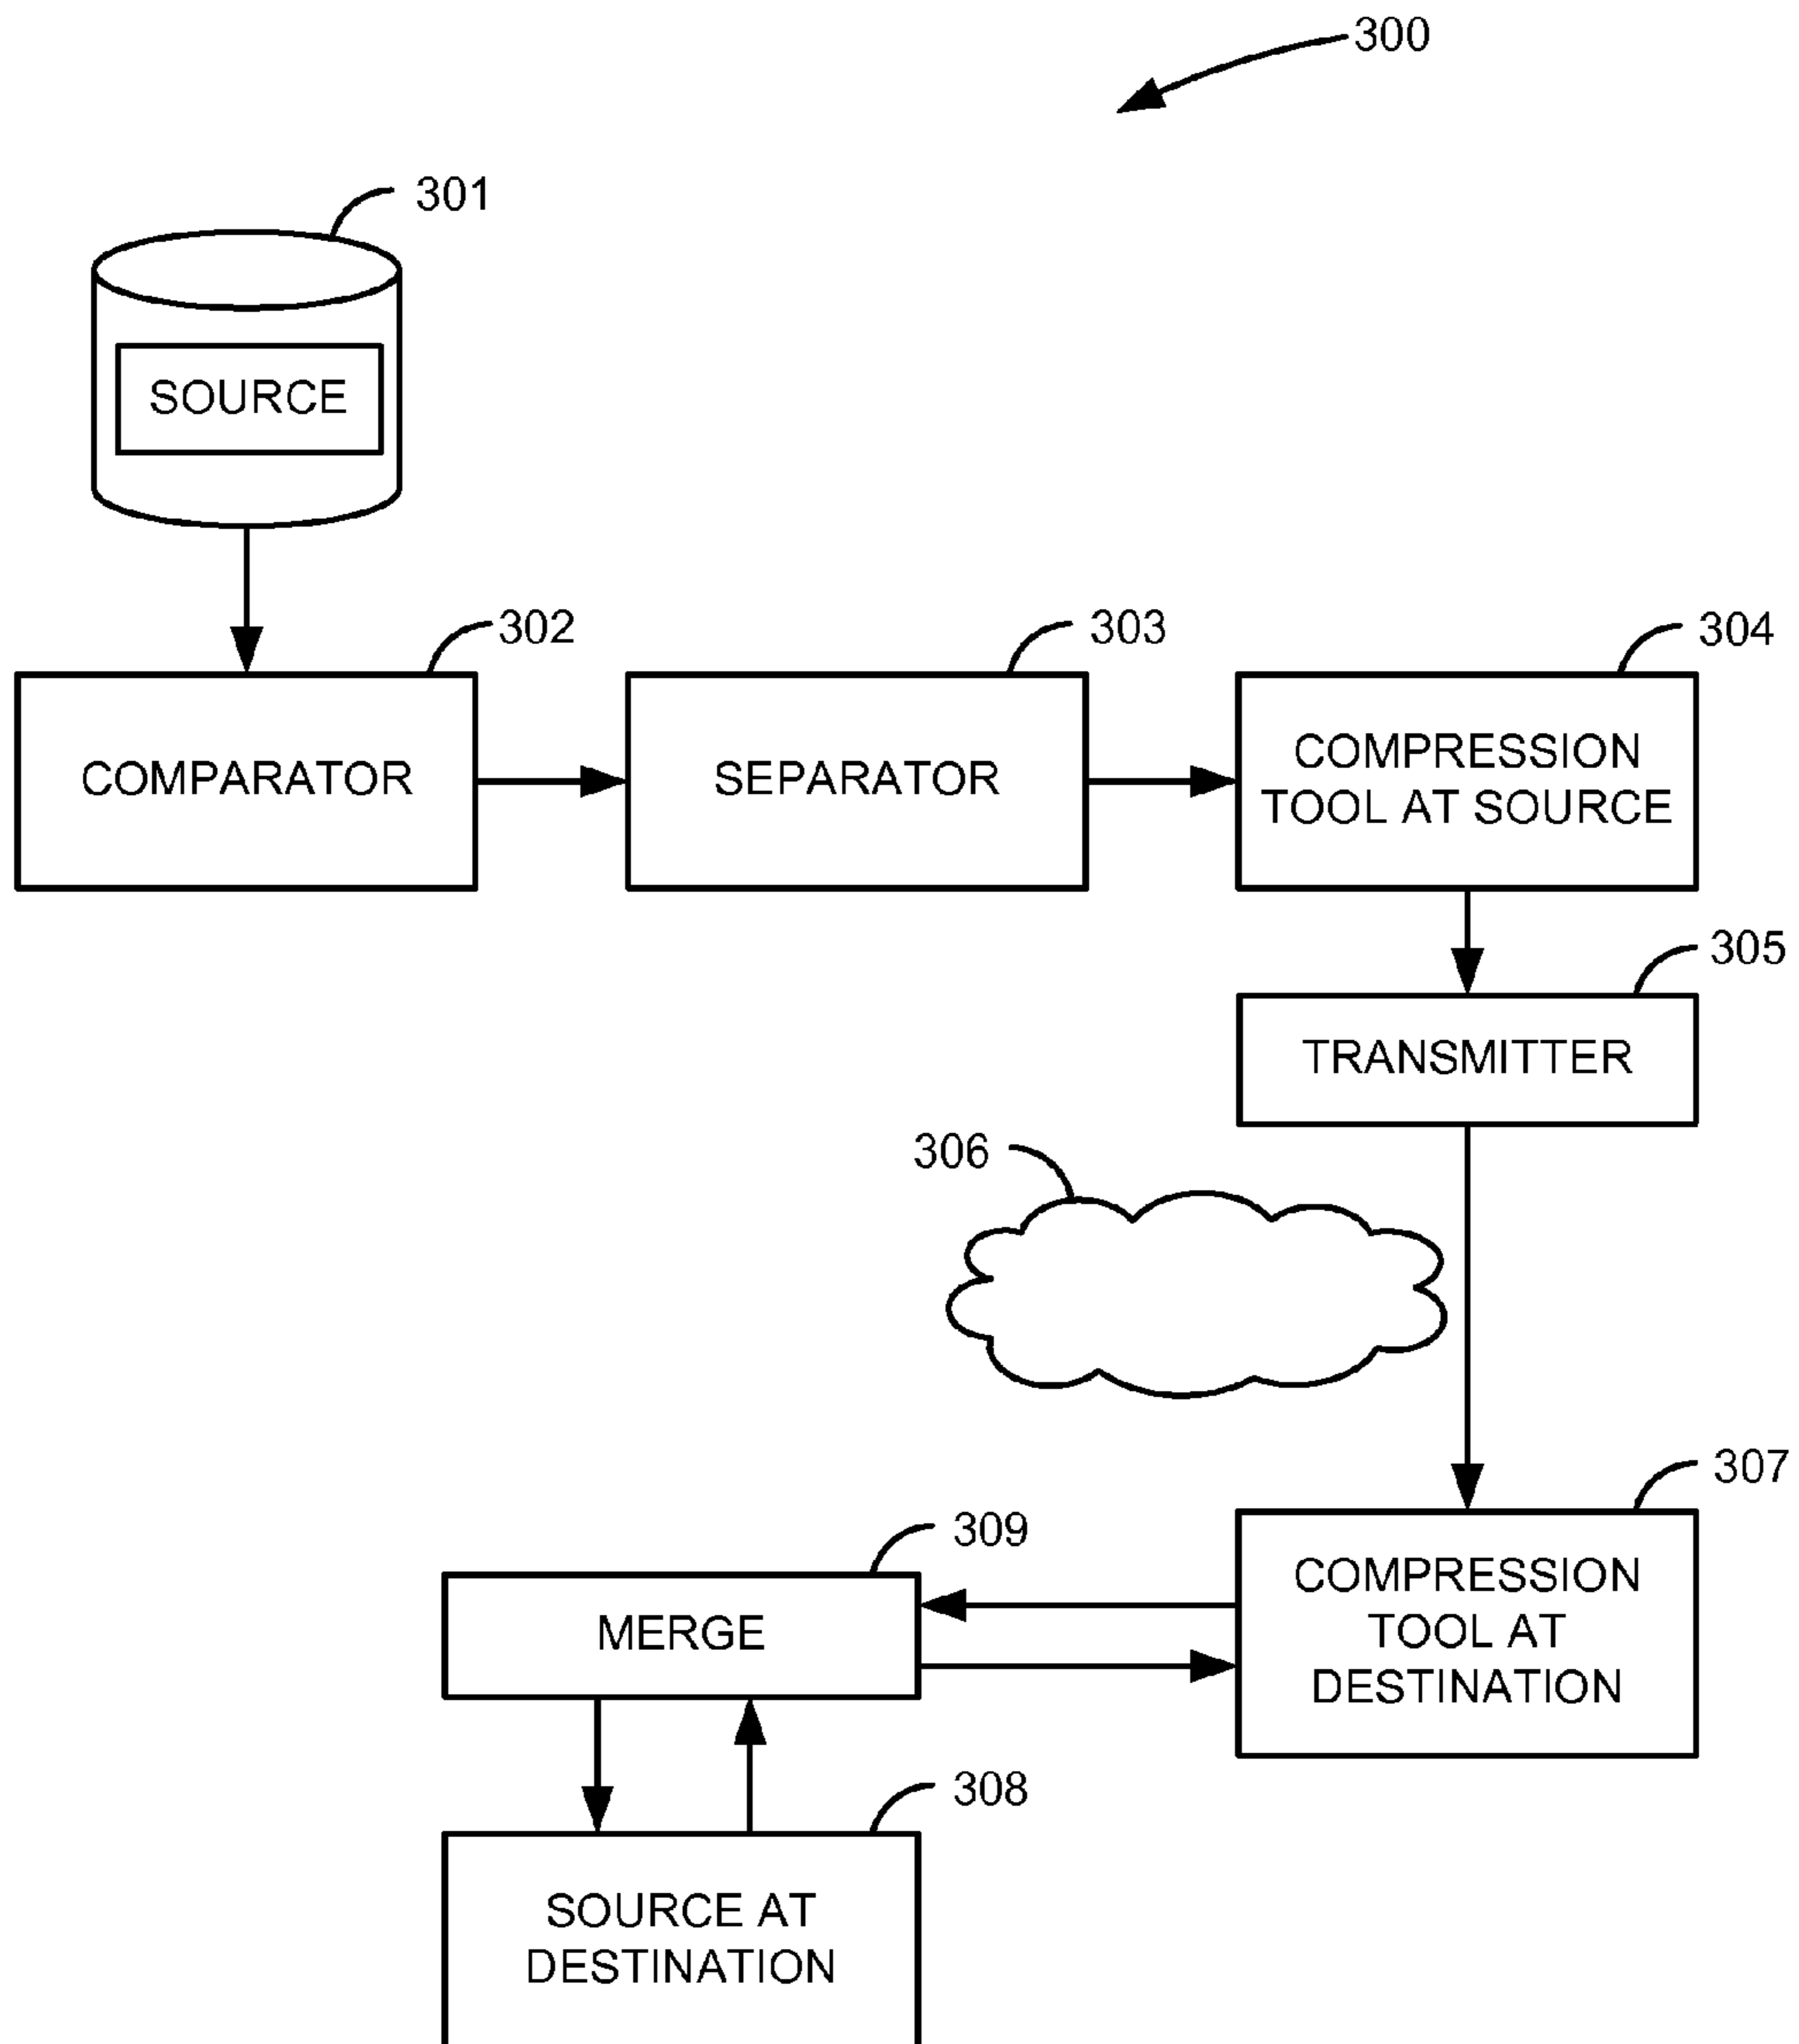 300
301
SOURCE
302
303
304
COMPARATOR
SEPARATOR
COMPRESSION
TOOL AT SOURCE
305
TRANSMITTER
306
307
309
MERGE
COMPRESSION
TOOL AT
DESTINATION
308
SOURCE AT
DESTINATION